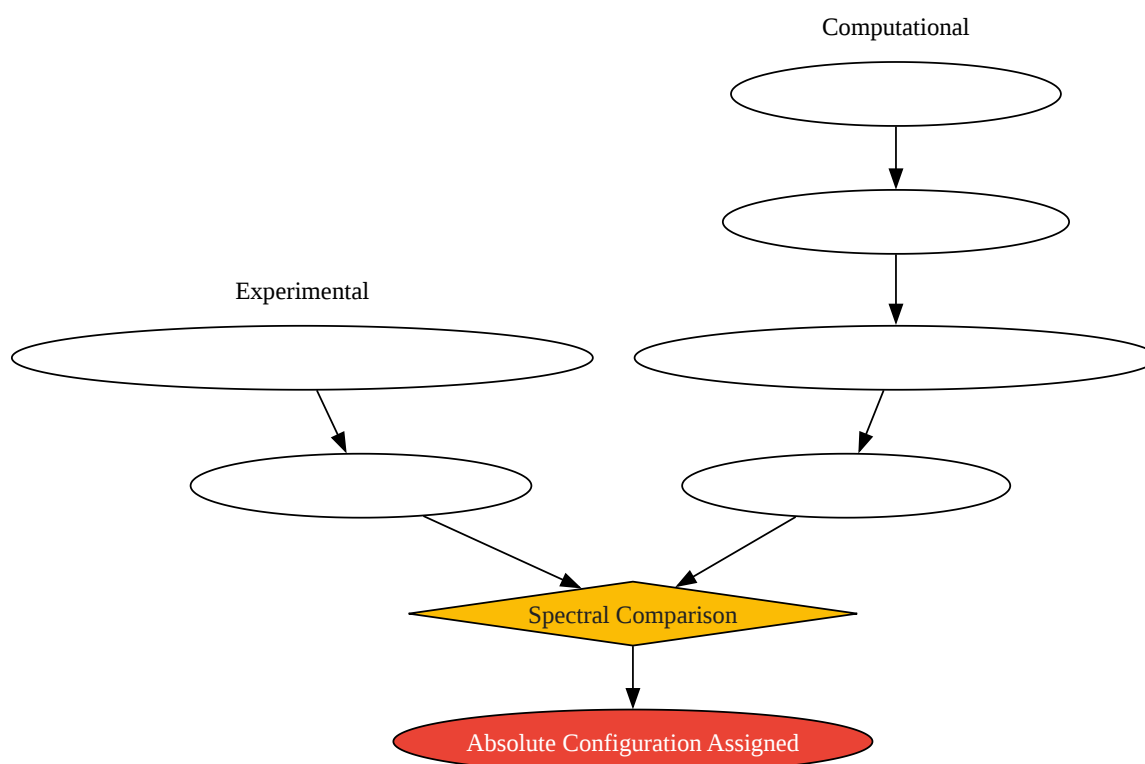 Computational
Experimental
Spectral Comparison
Absolute Configuration Assigned